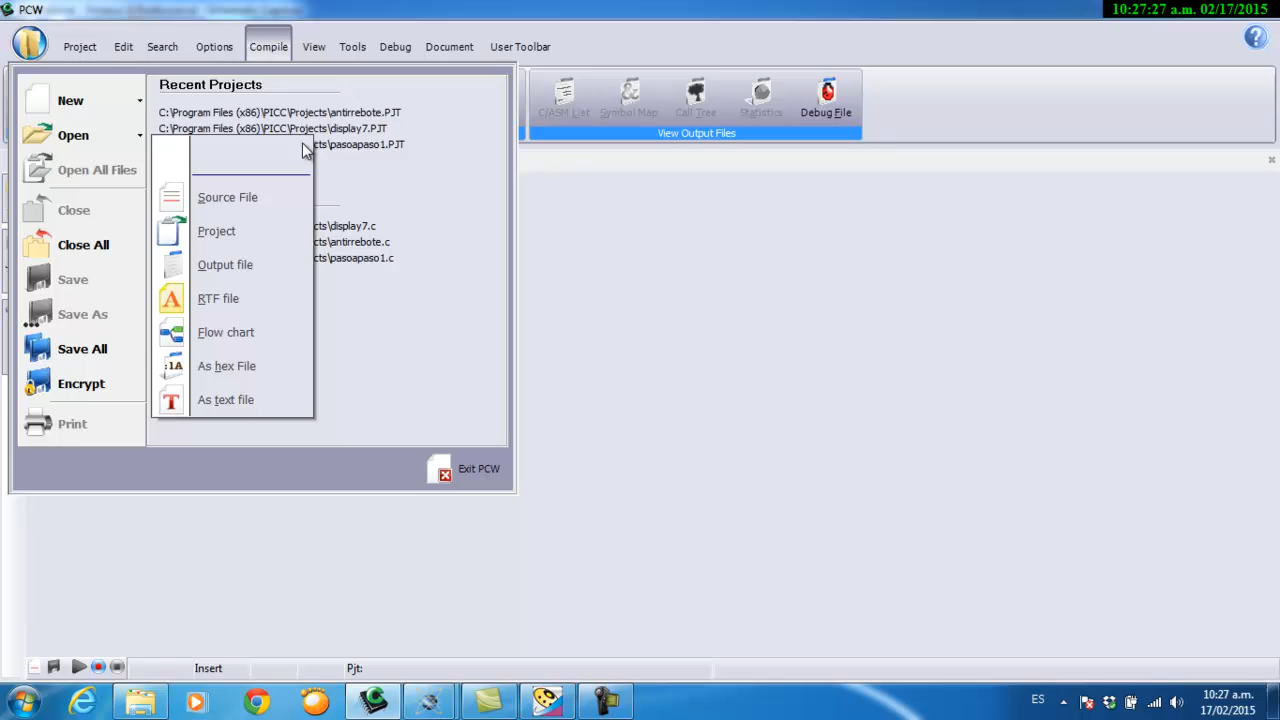 PCW
10:27:27 a.m. 02/17/2015
Project Edit Search Options Compile View Tools Debug Document User Toolbar
New
Open
Open All Files
Close
Close All
Save
Save As
Save All
Encrypt
Print
Recent Projects
C:\Program Files (x86)\PICC\Projects\antirrebote.PJT
C:\Program Files (x86)\PICC\Projects\display7.PJT
cts\pasoapaso1.PJT
cts\display7.c
cts\antirrebote.c
cts\pasoapaso1.c
Source File
Project
Output file
RTF file
Flow chart
As hex File
As text file
Exit PCW
C/ASM List Symbol Map Call Tree Statistics Debug File
View Output Files
Insert Pjt:
ES
10:27 a.m.
17/02/2015